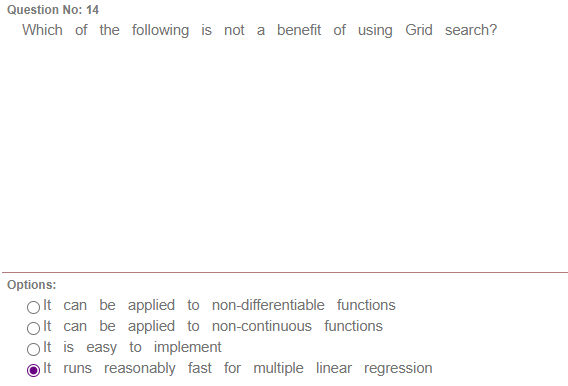 Question No: 14
Which of the following is not a benefit of using Grid search?
Options:
It can be applied to non-differentiable functions
It can be applied to non-continuous functions
It is easy to implement
It runs reasonably fast for multiple linear regression